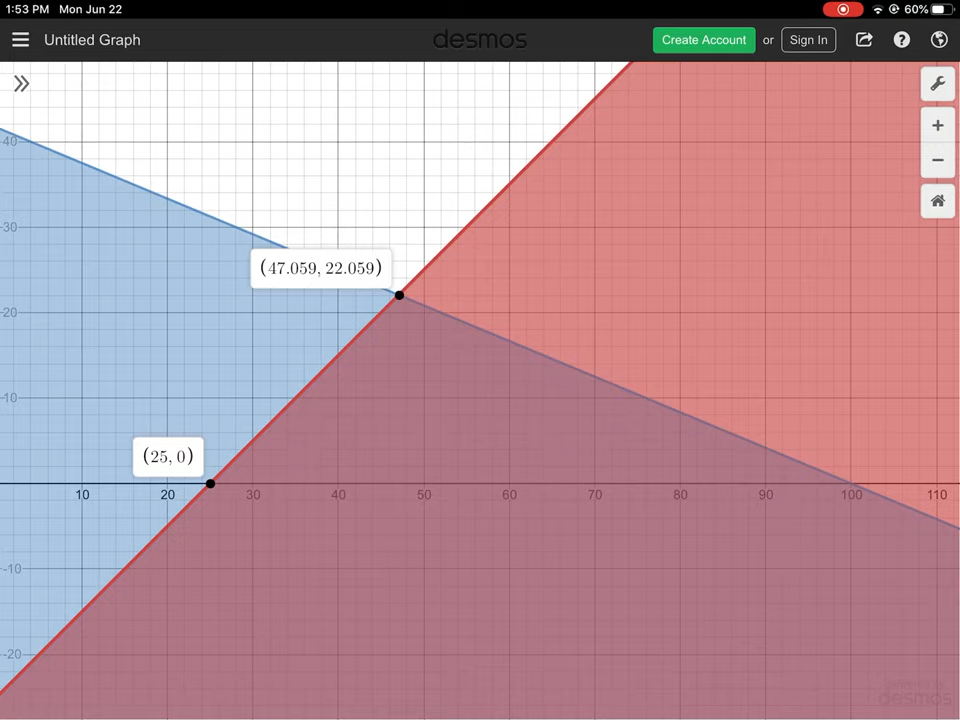 1:53 PM Mon Jun 22 60%
Untitled Graph desmos Create Account or Sign In
40
30
(47.059, 22.059)
20
10
(25, 0)
10 20 30 40 50 60 70 80 90 100 110
-10
-20
desmos